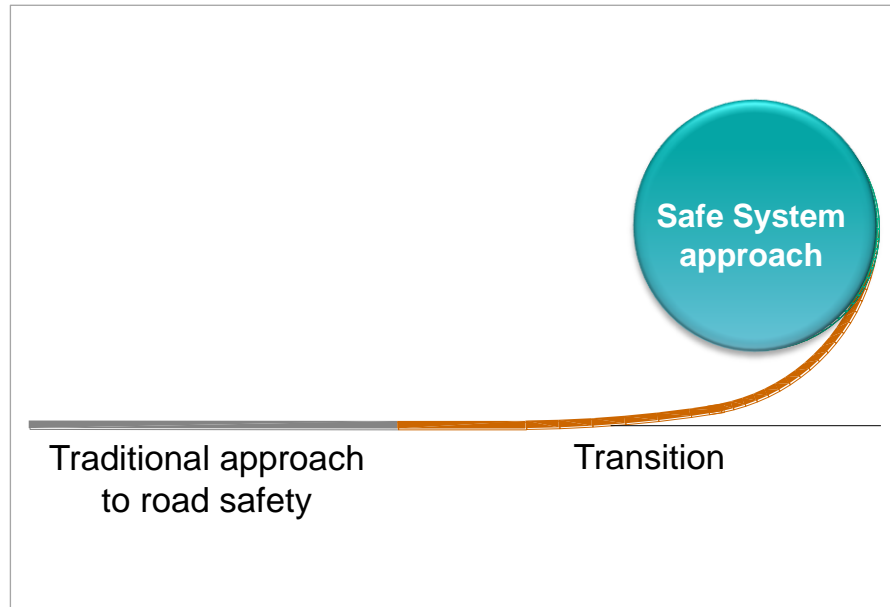 Safe System
approach
Traditional approach
to road safety
Transition